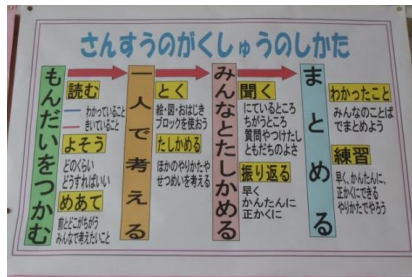 さんすうのがくしゅうのしかた
もんだいをつかむ
読む
わかっていること
きいていること
よそう
どのくらい
どうすればいい
めあて
前とどこがちがう
みんなで考えたいこと
一人で考える
とく
絵・図・おはじき
ブロックを使おう
たしかめる
ほかのやりかたや
せつめいを考える
みんなとたしかめる
聞く
にているところ
ちがうところ
質問やつけたし
ともだちのよさ
振り返る
早く
かんたんに
正かくに
まとめる
わかったこと
みんなのことば
でまとめよう
練習
早く、かんたんに、
正かくにできる
やりかたでやろう